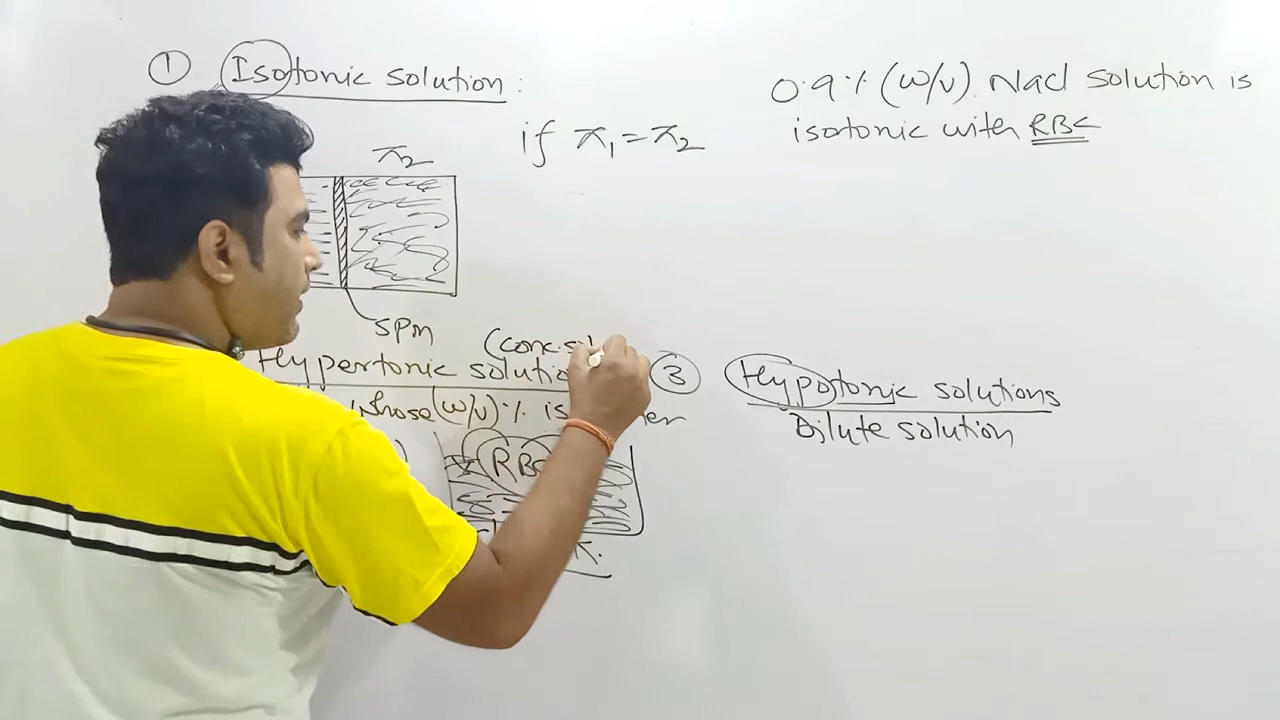 ① Isotonic solution:
if π₁=π₂
π₂
SPM
0.9% (w/v) Nacl solution is
isotonic with RBC
(conc.
Hypertonic
whose (w/v)% is
RBC
③ Hypotonic solutions
Dilute solution